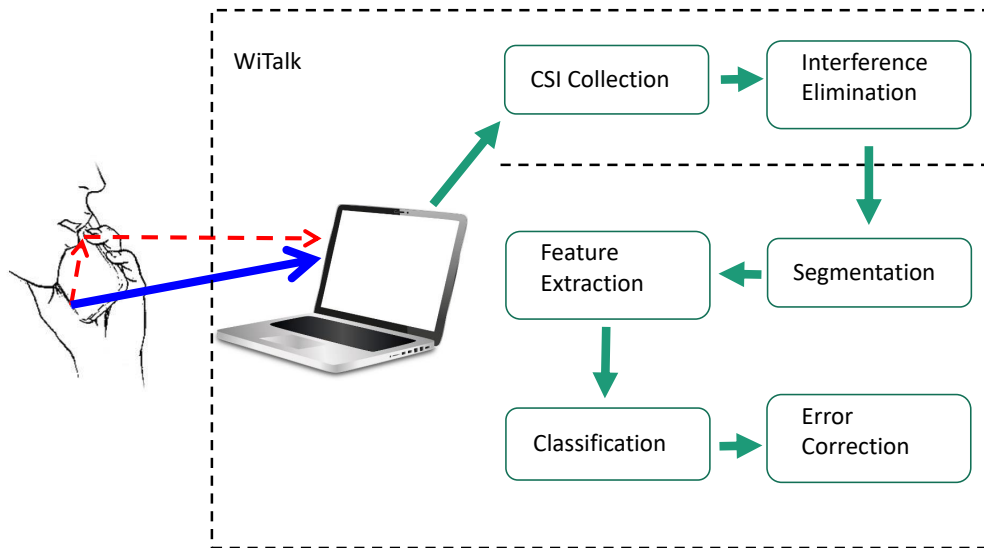 WiTalk
CSI Collection
Interference
Elimination
Feature
Extraction
Segmentation
Classification
Error
Correction